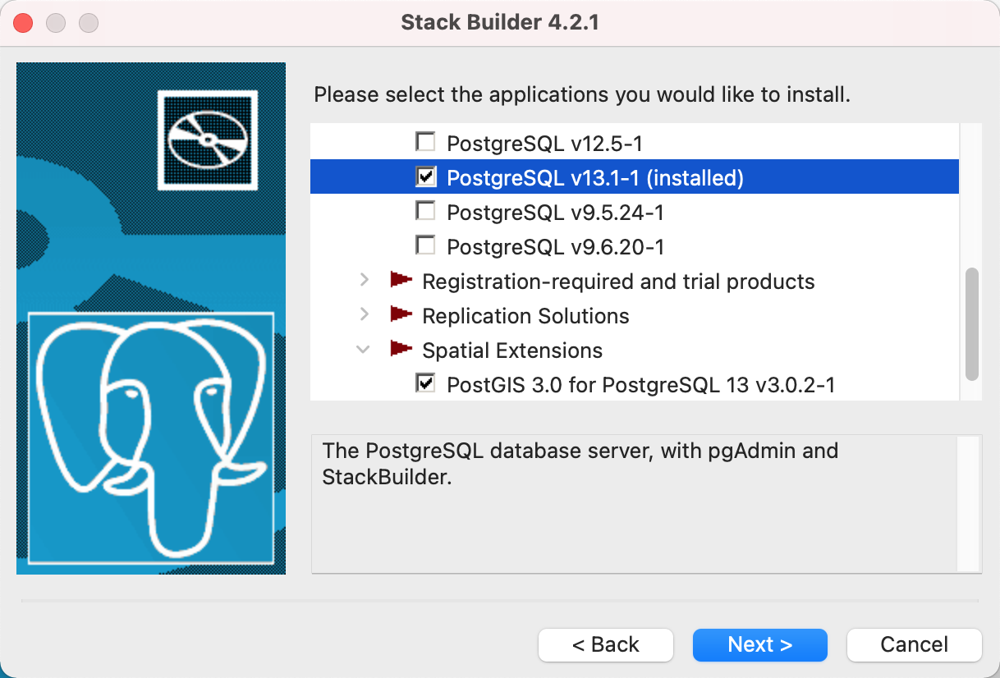 Stack Builder 4.2.1
Please select the applications you would like to install.
PostgreSQL v12.5-1
PostgreSQL v13.1-1 (installed)
PostgreSQL v9.5.24-1
PostgreSQL v9.6.20-1
Registration-required and trial products
Replication Solutions
Spatial Extensions
PostGIS 3.0 for PostgreSQL 13 v3.0.2-1
The PostgreSQL database server, with pgAdmin and
StackBuilder.
< Back
Next >
Cancel